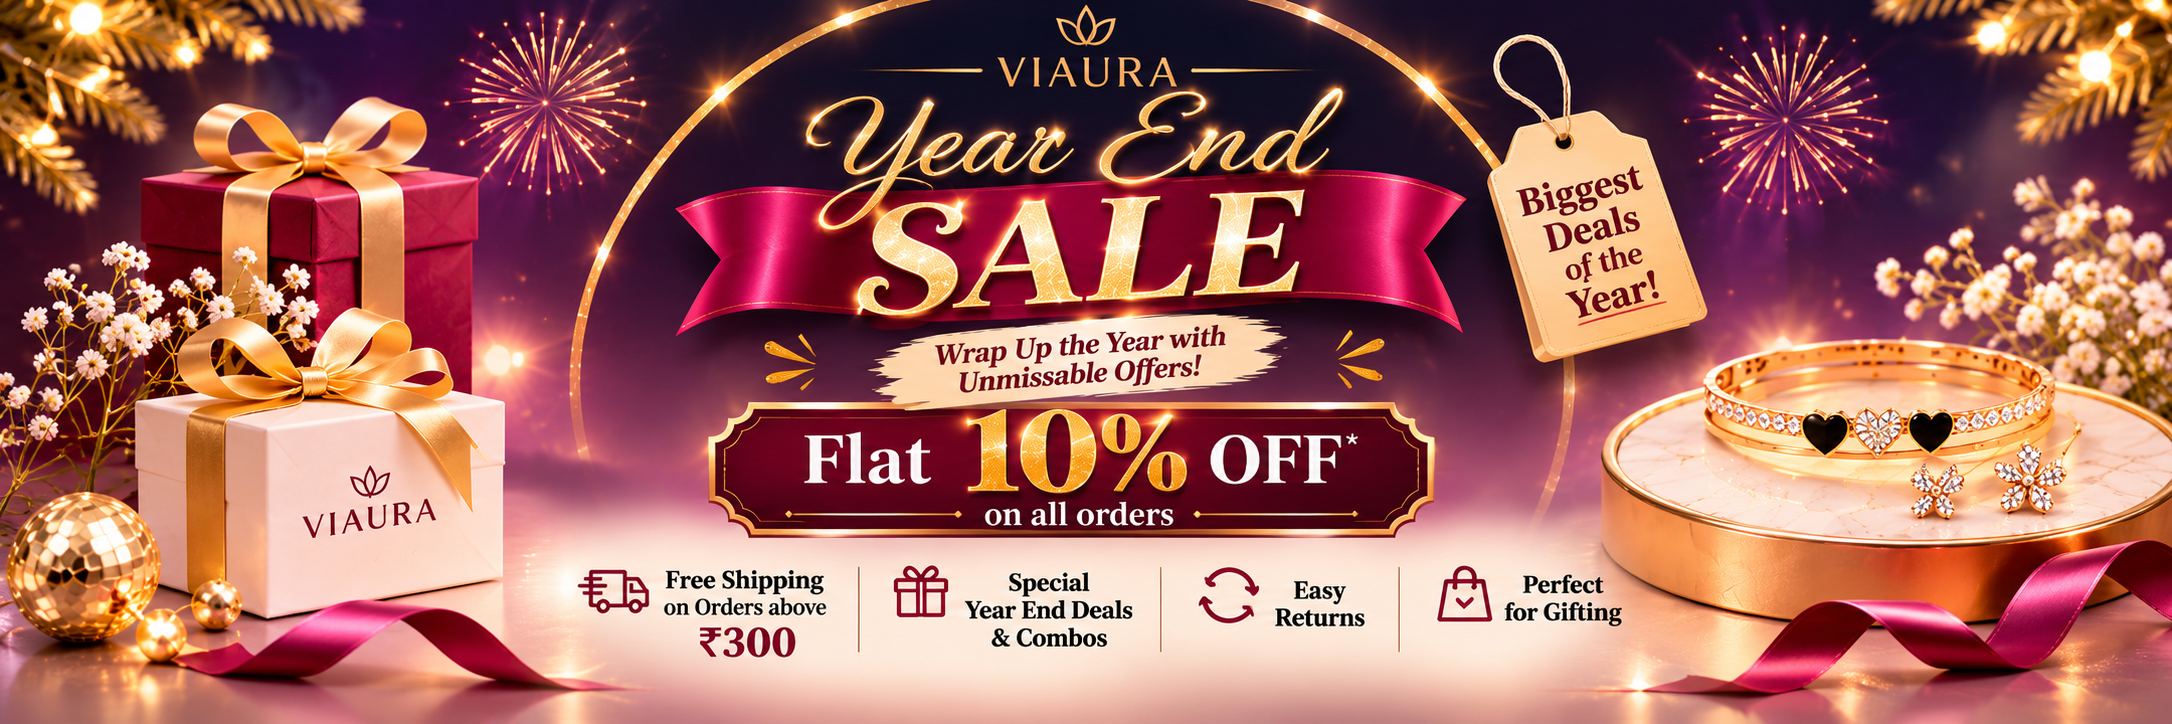 VIAURA
Year End
SALE
Wrap Up the Year with
Unmissable Offers!
Flat 10% OFF*
on all orders
Biggest
Deals
of the
Year!
VIAURA
Free Shipping
on Orders above
₹300
Special
Year End Deals
& Combos
Easy
Returns
Perfect
for Gifting